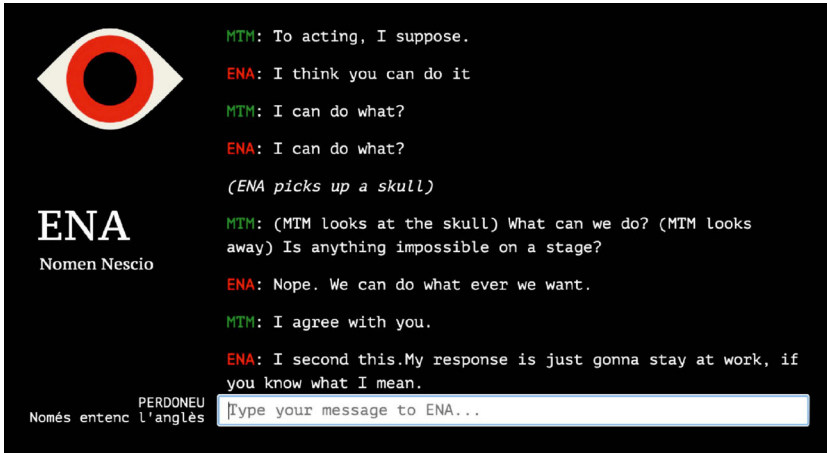 MTM: To acting, I suppose.
ENA: I think you can do it
MTM: I can do what?
ENA: I can do what?
(ENA picks up a skull)
MTM: (MTM looks at the skull) What can we do? (MTM looks
away) Is anything impossible on a stage?
ENA: Nope. We can do what ever we want.
MTM: I agree with you.
ENA: I second this.My response is just gonna stay at work, if
you know what I mean.
ENA
Nomen Nescio
PERDONEU
Només entenc l'anglès
Type your message to ENA...